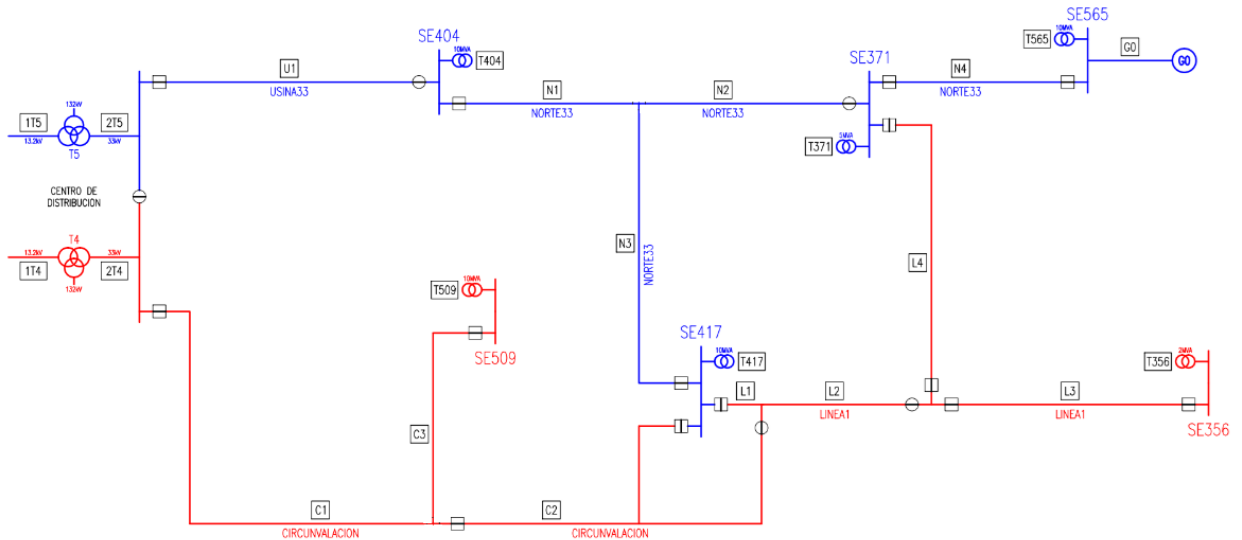 SE565
SE404
10MVA
T565
G0
G0
10MVA
T404
SE371
U1
USINA33
N1
NORTE33
N2
NORTE33
N4
NORTE33
132kV
1T5
2T5
13.2kV
33kV
T5
5MVA
T371
CENTRO DE
DISTRIBUCION
T4
13.2kV
33kV
1T4
2T4
132kV
N3
NORTE33
L4
10MVA
T509
SE509
SE417
10MVA
T417
2MVA
T356
L1
L2
LINEA1
L3
LINEA1
SE356
C3
C1
CIRCUNVALACION
C2
CIRCUNVALACION